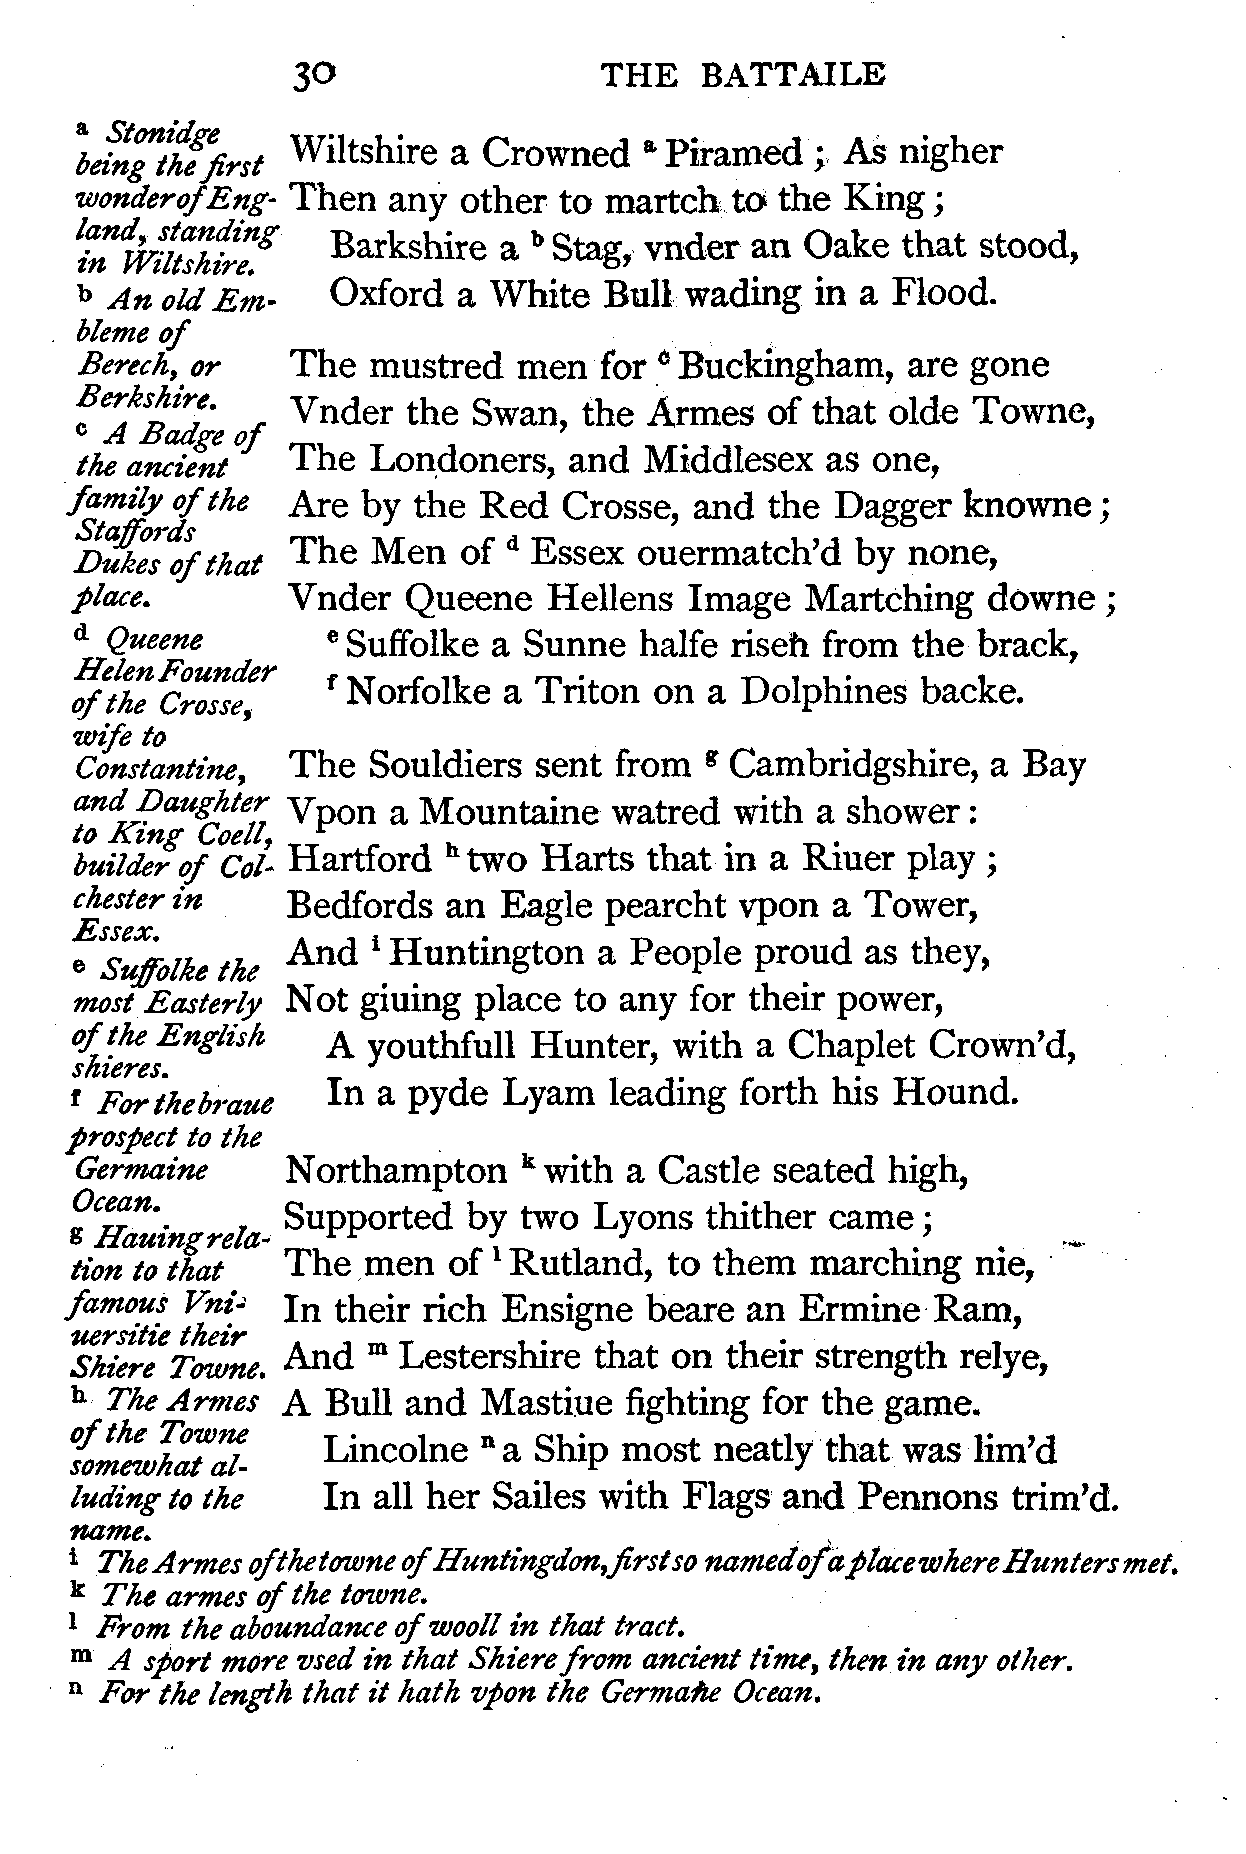 30 THE BATTAILE
Wiltshire a Crowned ᵃ Piramed ; As nigher
Then any other to martch to the King ;
Barkshire a ᵇ Stag, vnder an Oake that stood,
Oxford a White Bull wading in a Flood.
The mustred men for ᶜ Buckingham, are gone
Vnder the Swan, the Armes of that olde Towne,
The Londoners, and Middlesex as one,
Are by the Red Crosse, and the Dagger knowne ;
The Men of ᵈ Essex ouermatch'd by none,
Vnder Queene Hellens Image Martching downe ;
ᵉ Suffolke a Sunne halfe risen from the brack,
ᶠ Norfolke a Triton on a Dolphines backe.
The Souldiers sent from ᵍ Cambridgshire, a Bay
Vpon a Mountaine watred with a shower :
Hartford ʰ two Harts that in a Riuer play ;
Bedfords an Eagle pearcht vpon a Tower,
And ⁱ Huntington a People proud as they,
Not giuing place to any for their power,
A youthfull Hunter, with a Chaplet Crown'd,
In a pyde Lyam leading forth his Hound.
Northampton ᵏ with a Castle seated high,
Supported by two Lyons thither came ;
The men of ˡ Rutland, to them marching nie,
In their rich Ensigne beare an Ermine Ram,
And ᵐ Lestershire that on their strength relye,
A Bull and Mastiue fighting for the game.
Lincolne ⁿ a Ship most neatly that was lim'd
In all her Sailes with Flags and Pennons trim'd.
ᵃ Stonidge
being the first
wonder of Eng-
land, standing
in Wiltshire.
ᵇ An old Em-
bleme of
Berech, or
Berkshire.
ᶜ A Badge of
the ancient
family of the
Staffords
Dukes of that
place.
ᵈ Queene
Helen Founder
of the Crosse,
wife to
Constantine,
and Daughter
to King Coell,
builder of Col-
chester in
Essex.
ᵉ Suffolke the
most Easterly
of the English
shieres.
ᶠ For the braue
prospect to the
Germaine
Ocean.
ᵍ Hauing rela-
tion to that
famous Vni-
uersitie their
Shiere Towne.
ʰ The Armes
of the Towne
somewhat al-
luding to the
name.
ⁱ The Armes of the towne of Huntingdon, first so named of a place where Hunters met.
ᵏ The armes of the towne.
ˡ From the aboundance of wooll in that tract.
ᵐ A sport more vsed in that Shiere from ancient time, then in any other.
ⁿ For the length that it hath vpon the Germane Ocean.